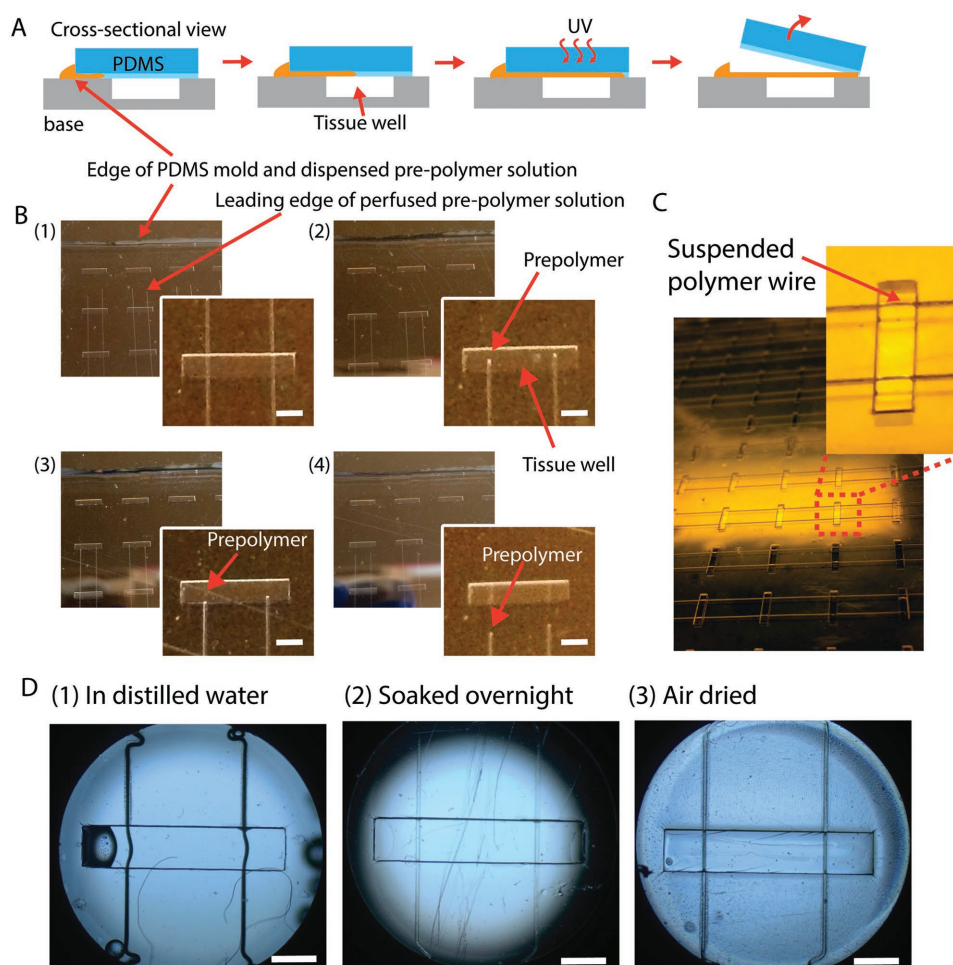 A
Cross-sectional view
UV
PDMS
base
Tissue well
Edge of PDMS mold and dispensed pre-polymer solution
Leading edge of perfused pre-polymer solution
B
C
(1)
(2)
Prepolymer
Suspended
polymer wire
Tissue well
(3)
(4)
Prepolymer
Prepolymer
D
(1) In distilled water
(2) Soaked overnight
(3) Air dried